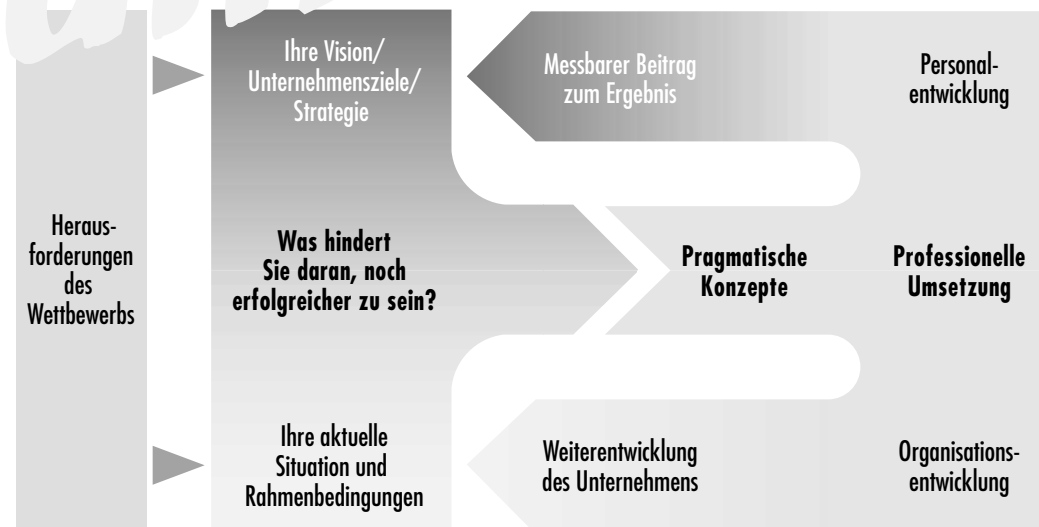 Heraus-
forderungen
des
Wettbewerbs
Ihre Vision/
Unternehmensziele/
Strategie
Was hindert
Sie daran, noch
erfolgreicher zu sein?
Ihre aktuelle
Situation und
Rahmenbedingungen
Messbarer Beitrag
zum Ergebnis
Pragmatische
Konzepte
Weiterentwicklung
des Unternehmens
Personal-
entwicklung
Professionelle
Umsetzung
Organisations-
entwicklung